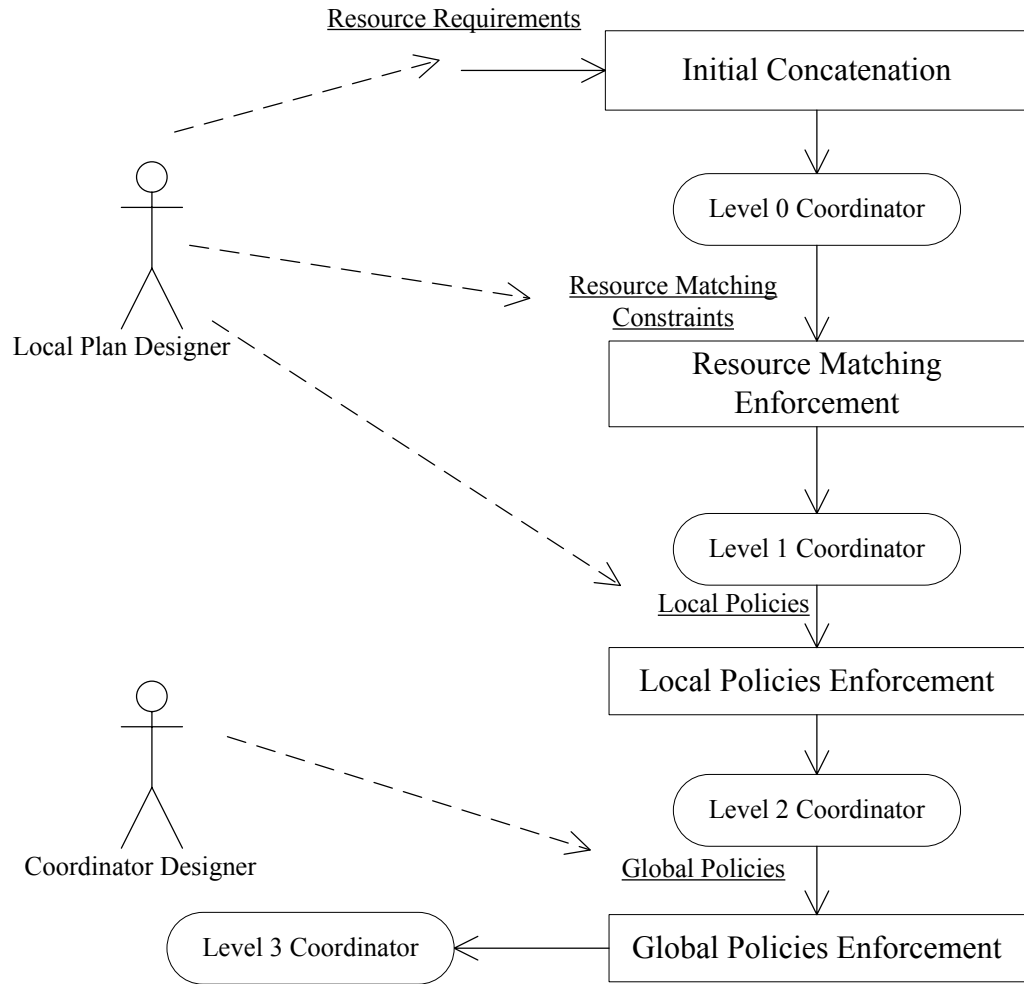 Resource Requirements
Initial Concatenation
Level 0 Coordinator
Resource Matching
Constraints
Local Plan Designer
Resource Matching
Enforcement
Level 1 Coordinator
Local Policies
Local Policies Enforcement
Level 2 Coordinator
Coordinator Designer
Global Policies
Level 3 Coordinator
Global Policies Enforcement